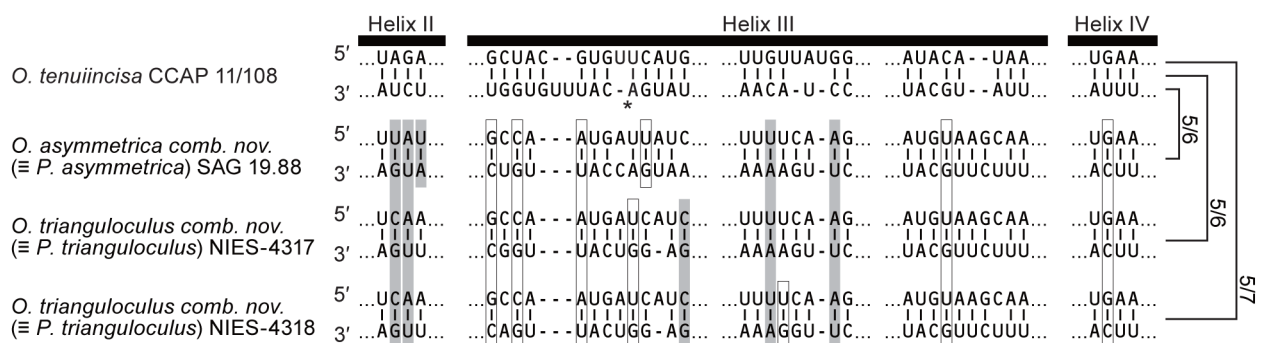 Helix II Helix III Helix IV
5′ ...UAGA... ...GCUAC--GUGUUCAUG... ...UUGUUAUGG... ...AUACA--UAA... ...UGAA...
O. tenuiincisa CCAP 11/108
3′ ...AUCU... ...UGGUGUUUAC-AGUAU... ...AACA-U-CC... ...UACGU--AUU... ...AUUU...
*
5/6
5′ ...UUAU... ...GCCA---AUGAUUAUC... ...UUUUCA-AG... ...AUGUAAGCAA... ...UGAA...
O. asymmetrica comb. nov.
(≡ P. asymmetrica) SAG 19.88
3′ ...AGUA... ...CUGU---UACCAGUAA... ...AAAAGU-UC... ...UACGUUCUUU... ...ACUU...
5/6
5′ ...UCAA... ...GCCA---AUGAUCAUC... ...UUUUCA-AG... ...AUGUAAGCAA... ...UGAA...
O. trianguloculus comb. nov.
(≡ P. trianguloculus) NIES-4317
3′ ...AGUU... ...CGGU---UACUGG-AG... ...AAAAGU-UC... ...UACGUUCUUU... ...ACUU...
5/7
5′ ...UCAA... ...GCCA---AUGAUCAUC... ...UUUUCA-AG... ...AUGUAAGCAA... ...UGAA...
O. trianguloculus comb. nov.
(≡ P. trianguloculus) NIES-4318
3′ ...AGUU... ...CAGU---UACUGG-AG... ...AAAGGU-UC... ...UACGUUCUUU... ...ACUU...